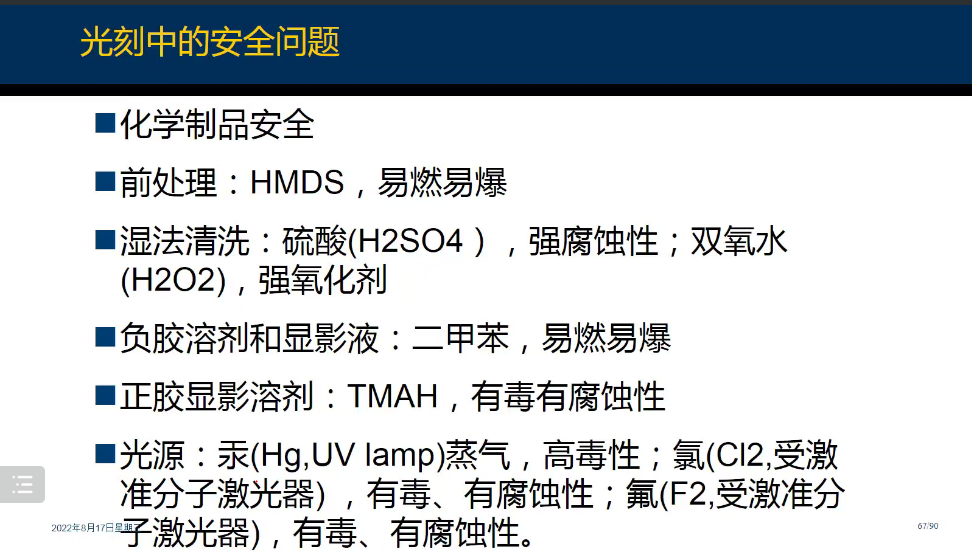 光刻中的安全问题
■化学制品安全
■前处理：HMDS，易燃易爆
■湿法清洗：硫酸(H2SO4 ），强腐蚀性；双氧水
(H2O2)，强氧化剂
■负胶溶剂和显影液：二甲苯，易燃易爆
■正胶显影溶剂：TMAH，有毒有腐蚀性
■光源：汞(Hg,UV lamp)蒸气，高毒性；氯(Cl2,受激
准分子激光器) ，有毒、有腐蚀性；氟(F2,受激准分
子激光器)，有毒、有腐蚀性。
2022年8月17日星期
67/90